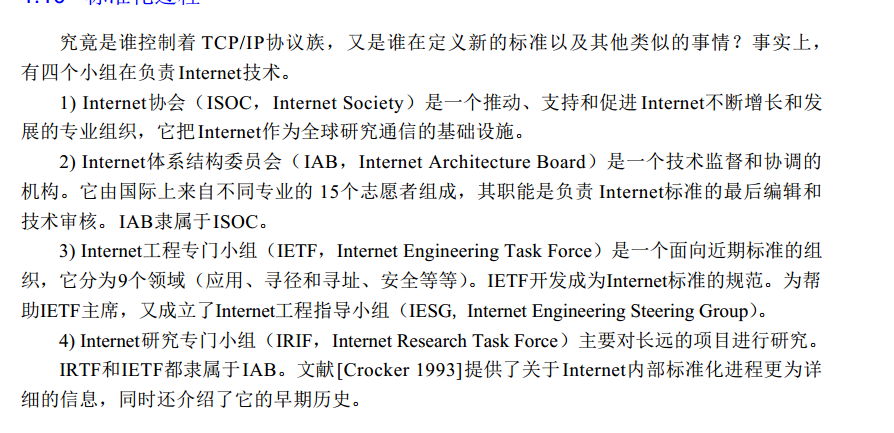 1.10 标准化过程
究竟是谁控制着 TCP/IP协议族，又是谁在定义新的标准以及其他类似的事情？事实上，
有四个小组在负责Internet技术。
1) Internet协会（ISOC，Internet Society）是一个推动、支持和促进Internet不断增长和发
展的专业组织，它把Internet作为全球研究通信的基础设施。
2) Internet体系结构委员会（IAB，Internet Architecture Board）是一个技术监督和协调的
机构。它由国际上来自不同专业的 15个志愿者组成，其职能是负责 Internet标准的最后编辑和
技术审核。IAB隶属于ISOC。
3) Internet工程专门小组（IETF，Internet Engineering Task Force）是一个面向近期标准的组
织，它分为9个领域（应用、寻径和寻址、安全等等）。IETF开发成为Internet标准的规范。为帮
助IETF主席，又成立了Internet工程指导小组（IESG, Internet Engineering Steering Group）。
4) Internet研究专门小组（IRIF，Internet Research Task Force）主要对长远的项目进行研究。
IRTF和IETF都隶属于IAB。文献[Crocker 1993]提供了关于Internet内部标准化进程更为详
细的信息，同时还介绍了它的早期历史。